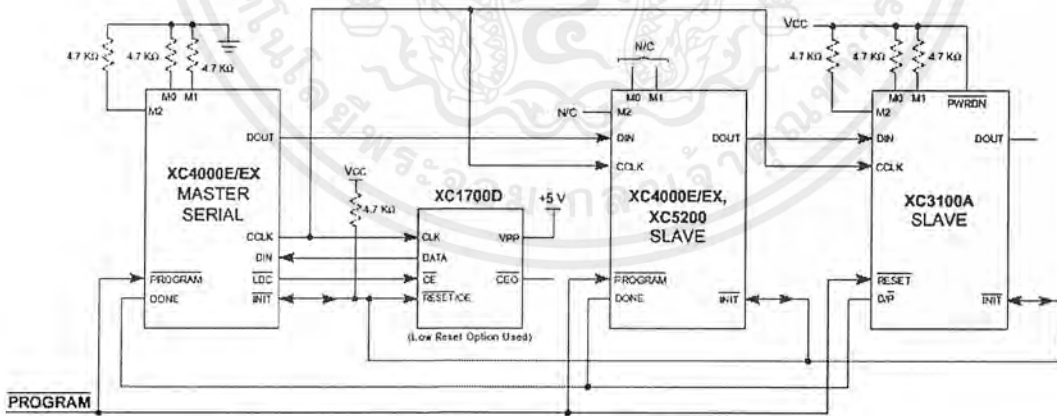 N/C
VCC
4.7 KΩ
4.7 KΩ
4.7 KΩ
4.7 KΩ
4.7 KΩ
4.7 KΩ
M0 M1
M2
DOUT
XC4000E/EX
MASTER
SERIAL
CCLK
DIN
PROGRAM
LDC
DONE
INIT
VCC
4.7 KΩ
XC1700D
+5 V
CLK
VPP
DATA
CE
CEO
RESET/OE
(Low Reset Option Used)
M0 M1
N/C
M2
DIN
DOUT
CCLK
XC4000E/EX,
XC5200
SLAVE
PROGRAM
DONE
INIT
M0 M1
PWRDN
M2
DIN
DOUT
CCLK
XC3100A
SLAVE
RESET
D/P
INIT
PROGRAM